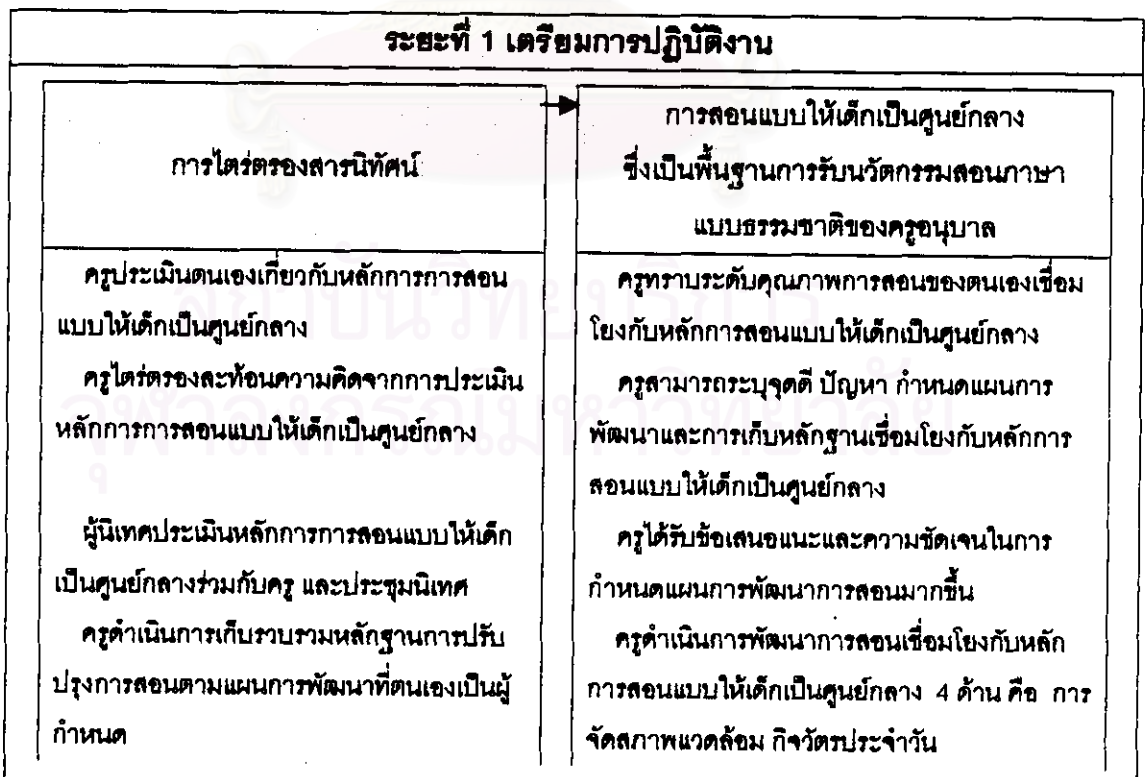 ระยะที่ 1 เตรียมการปฏิบัติงาน
การไตร่ตรองสารนิทัศน์
การสอนแบบให้เด็กเป็นศูนย์กลาง
ซึ่งเป็นพื้นฐานการรับนวัตกรรมสอนภาษา
แบบธรรมชาติของครูอนุบาล
ครูประเมินตนเองเกี่ยวกับหลักการการสอน
แบบให้เด็กเป็นศูนย์กลาง
ครูไตร่ตรองสะท้อนความคิดจากการประเมิน
หลักการการสอนแบบให้เด็กเป็นศูนย์กลาง
ผู้นิเทศประเมินหลักการการสอนแบบให้เด็ก
เป็นศูนย์กลางร่วมกับครู และประชุมนิเทศ
ครูดำเนินการเก็บรวบรวมหลักฐานการปรับ
ปรุงการสอนตามแผนการพัฒนาที่ตนเองเป็นผู้
กำหนด
ครูทราบระดับคุณภาพการสอนของตนเองเชื่อม
โยงกับหลักการสอนแบบให้เด็กเป็นศูนย์กลาง
ครูสามารถระบุจุดดี ปัญหา กำหนดแผนการ
พัฒนาและการเก็บหลักฐานเชื่อมโยงกับหลักการ
สอนแบบให้เด็กเป็นศูนย์กลาง
ครูได้รับข้อเสนอแนะและความชัดเจนในการ
กำหนดแผนการพัฒนาการสอนมากขึ้น
ครูดำเนินการพัฒนาการสอนเชื่อมโยงกับหลัก
การสอนแบบให้เด็กเป็นศูนย์กลาง 4 ด้าน คือ การ
จัดสภาพแวดล้อม กิจวัตรประจำวัน
สถาบันวิทยบริการ
จุฬาลงกรณ์มหาวิทยาลัย